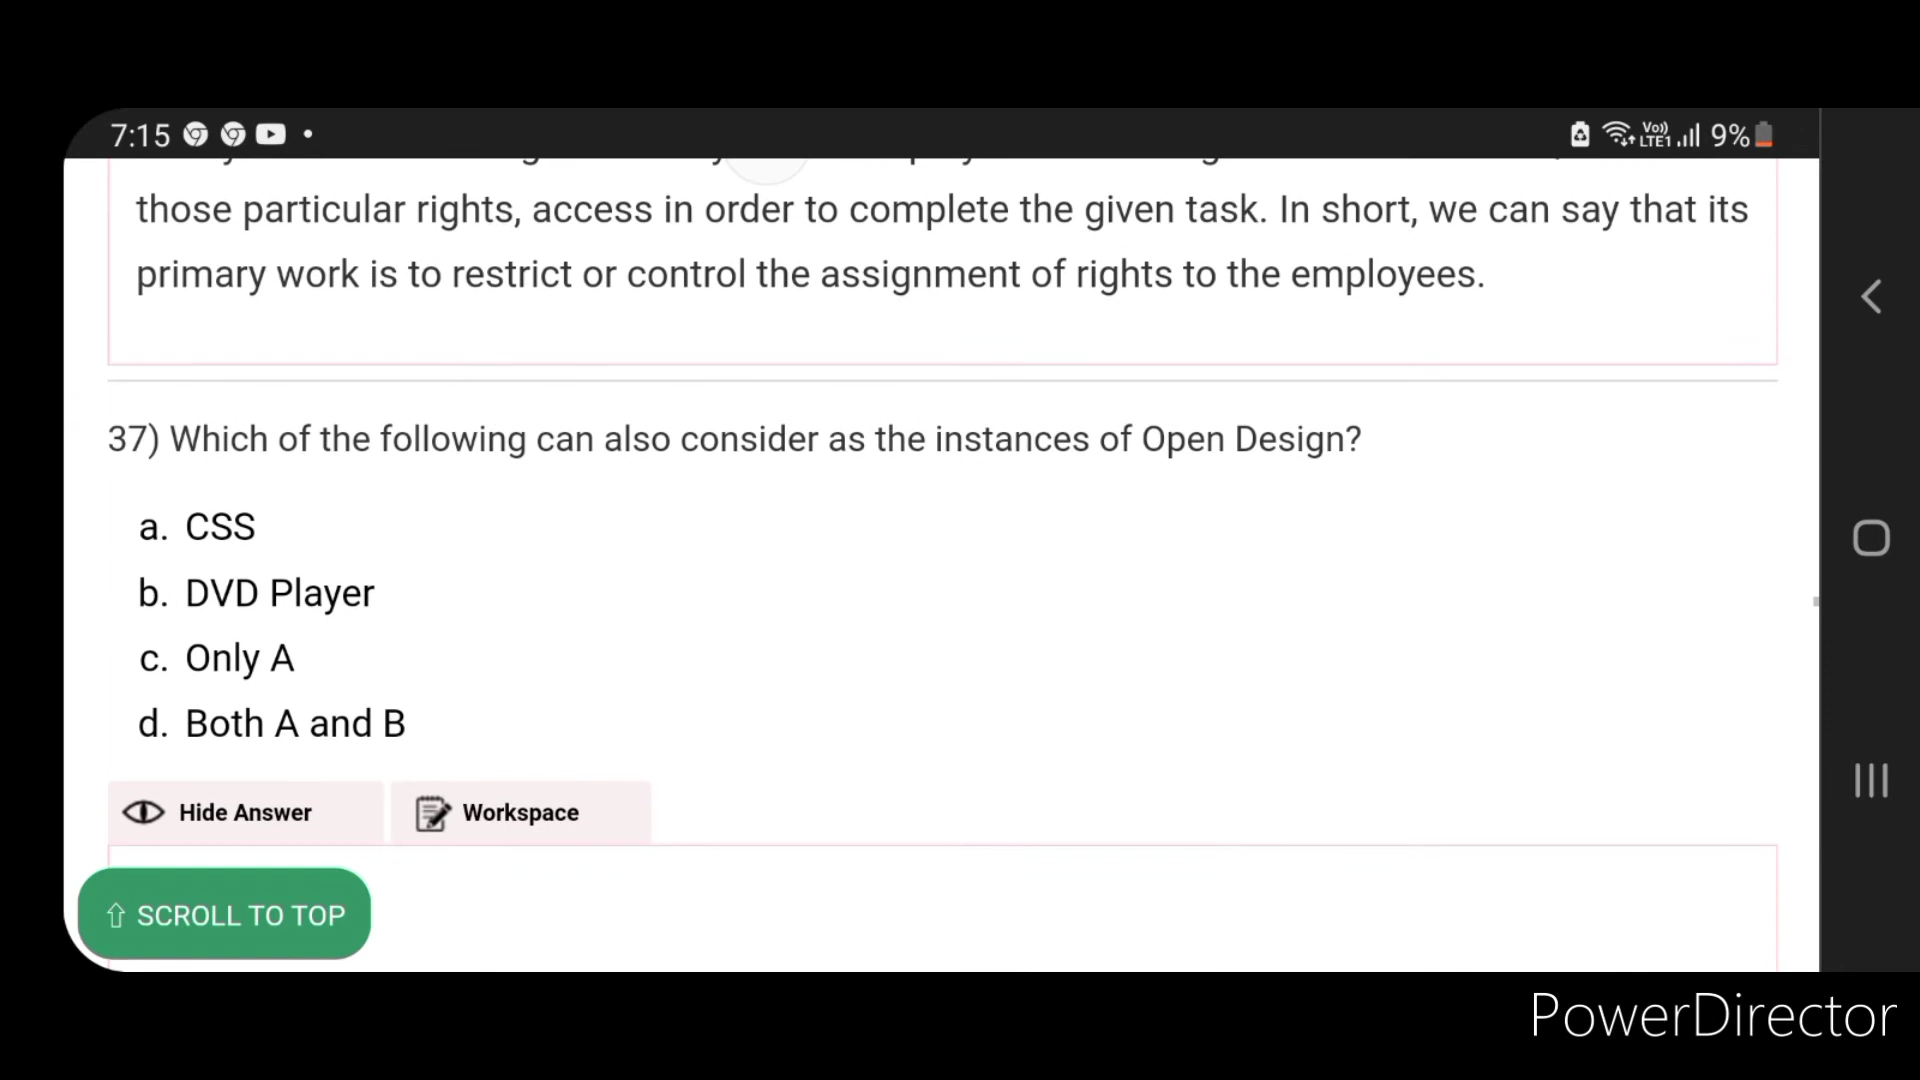 7:15
Vo)) LTE1 9%
those particular rights, access in order to complete the given task. In short, we can say that its
primary work is to restrict or control the assignment of rights to the employees.
37) Which of the following can also consider as the instances of Open Design?
a. CSS
b. DVD Player
c. Only A
d. Both A and B
Hide Answer Workspace
⇧ SCROLL TO TOP
PowerDirector